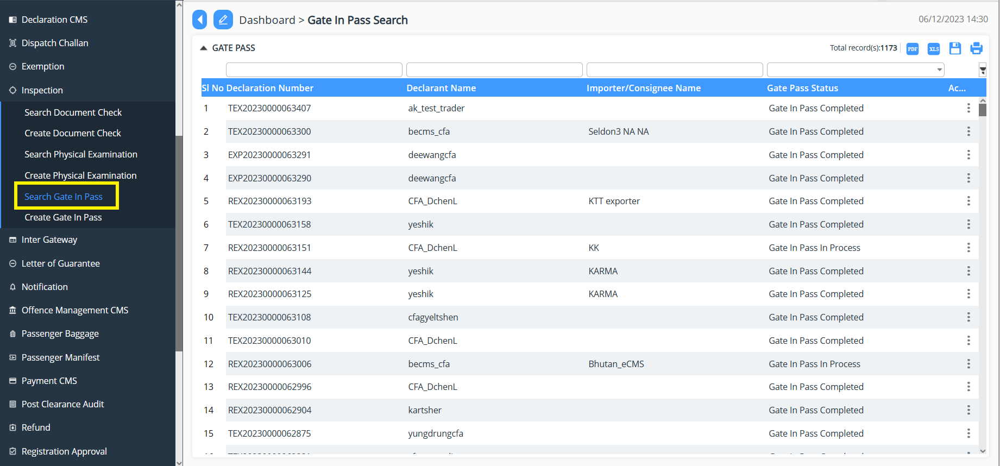 Declaration CMS
Dispatch Challan
Exemption
Inspection
Search Document Check
Create Document Check
Search Physical Examination
Create Physical Examination
Search Gate In Pass
Create Gate In Pass
Inter Gateway
Letter of Guarantee
Notification
Offence Management CMS
Passenger Baggage
Passenger Manifest
Payment CMS
Post Clearance Audit
Refund
Registration Approval
Dashboard > Gate In Pass Search
06/12/2023 14:30
GATE PASS
Total record(s):1173
PDF
XLS
Sl No Declaration Number Declarant Name Importer/Consignee Name Gate Pass Status Ac...
1 TEX20230000063407 ak_test_trader Gate In Pass Completed
2 TEX20230000063300 becms_cfa Seldon3 NA NA Gate In Pass Completed
3 EXP20230000063291 deewangcfa Gate In Pass Completed
4 EXP20230000063290 deewangcfa Gate In Pass Completed
5 REX20230000063193 CFA_DchenL KTT exporter Gate In Pass Completed
6 TEX20230000063158 yeshik Gate In Pass Completed
7 REX20230000063151 CFA_DchenL KK Gate In Pass In Process
8 REX20230000063144 yeshik KARMA Gate In Pass Completed
9 REX20230000063125 yeshik KARMA Gate In Pass Completed
10 TEX20230000063108 cfagyeltshen Gate In Pass Completed
11 TEX20230000063010 CFA_DchenL Gate In Pass Completed
12 REX20230000063006 becms_cfa Bhutan_eCMS Gate In Pass In Process
13 REX20230000062996 CFA_DchenL Gate In Pass Completed
14 REX20230000062904 kartsher Gate In Pass Completed
15 TEX20230000062875 yungdrungcfa Gate In Pass Completed